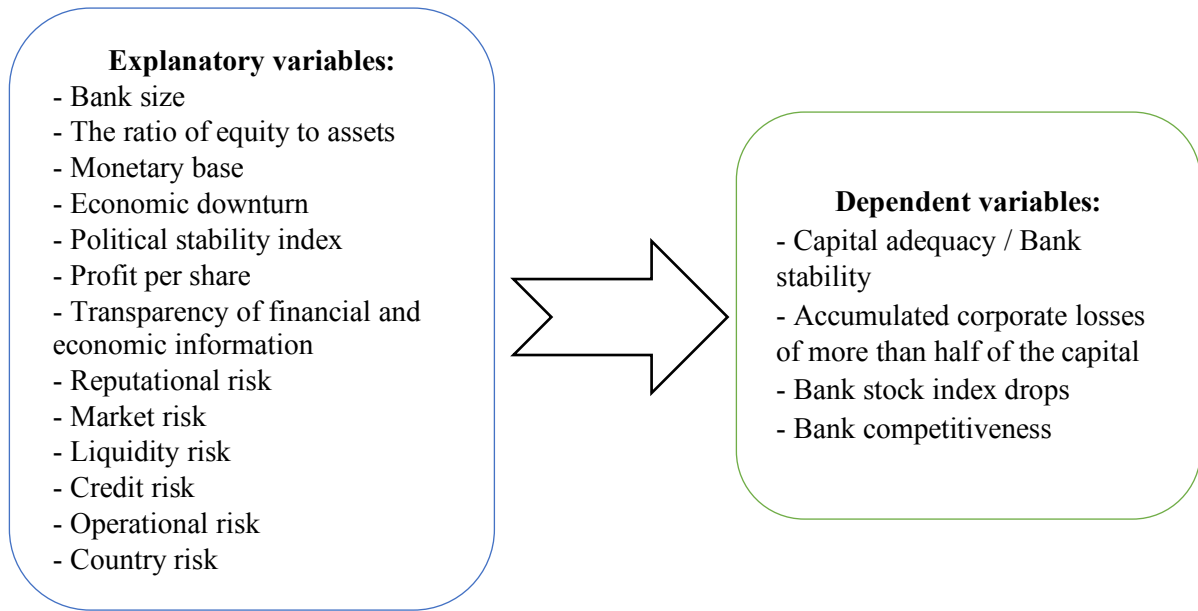 Explanatory variables:
- Bank size
- The ratio of equity to assets
- Monetary base
- Economic downturn
- Political stability index
- Profit per share
- Transparency of financial and
economic information
- Reputational risk
- Market risk
- Liquidity risk
- Credit risk
- Operational risk
- Country risk
Dependent variables:
- Capital adequacy / Bank
stability
- Accumulated corporate losses
of more than half of the capital
- Bank stock index drops
- Bank competitiveness